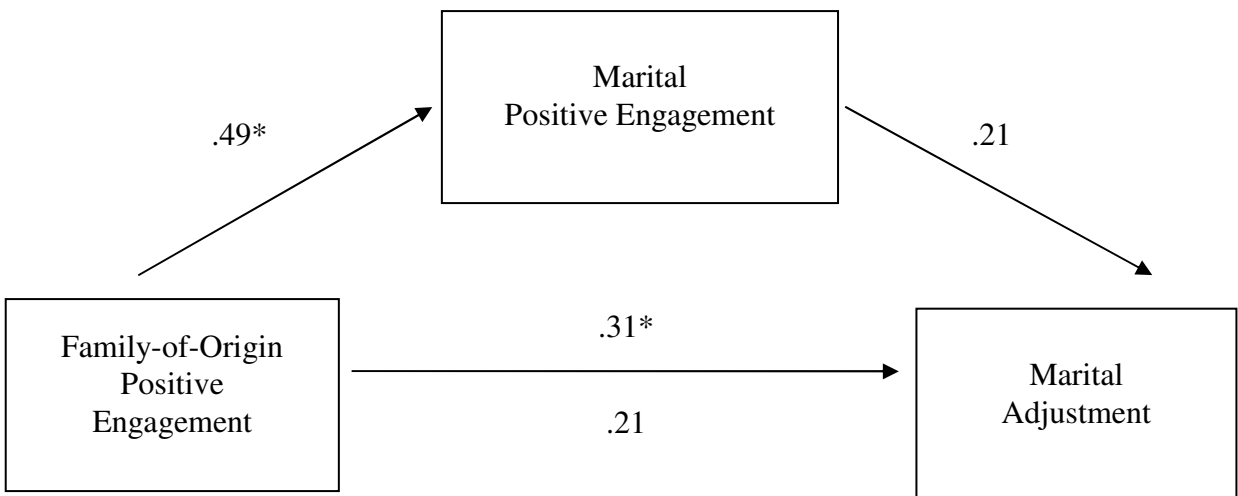 Marital
Positive Engagement
.49*
.21
.31*
Family-of-Origin
Positive
Engagement
.21
Marital
Adjustment